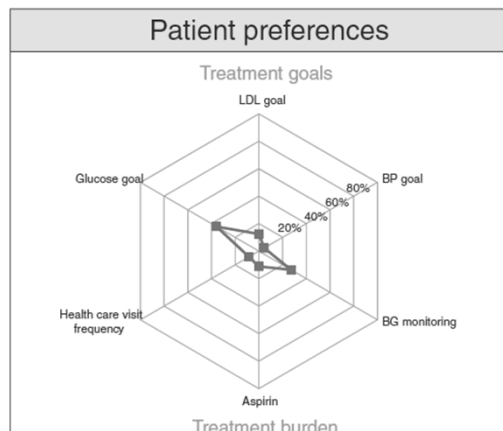 Patient preferences
Treatment goals
LDL goal
Glucose goal
BP goal
80%
60%
40%
20%
Health care visit
frequency
BG monitoring
Aspirin
Treatment burden